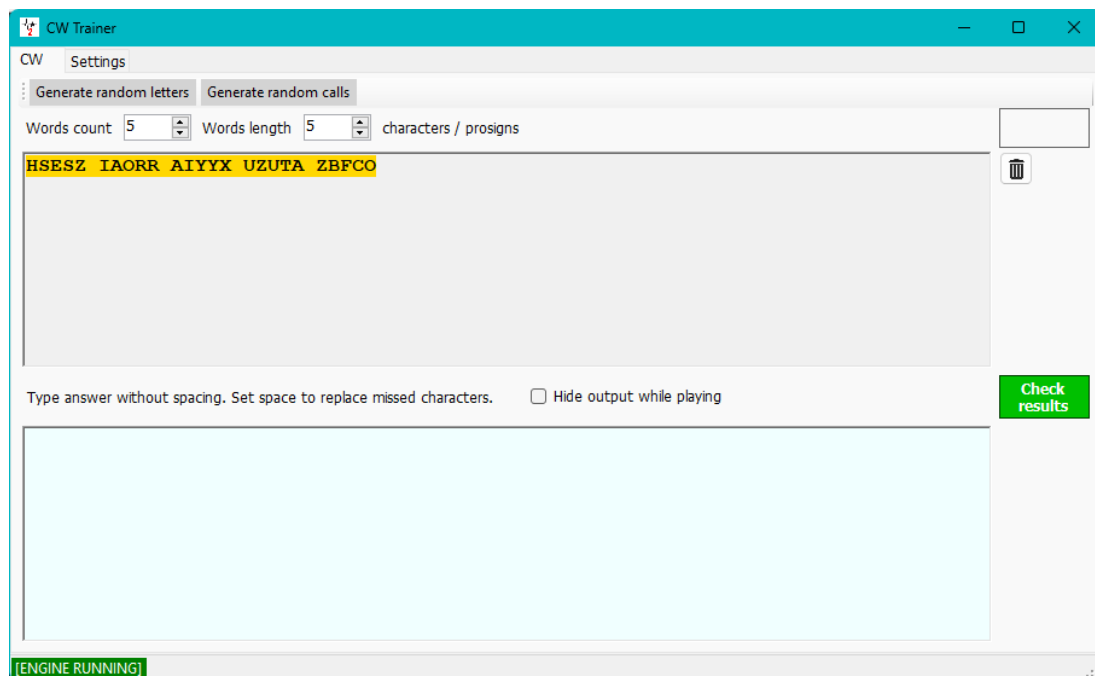 CW Trainer
CW Settings
Generate random letters Generate random calls
Words count 5 Words length 5 characters / prosigns
HSESZ IAORR AIYYX UZUTA ZBFCO
Type answer without spacing. Set space to replace missed characters. Hide output while playing
Check
results
[ENGINE RUNNING]